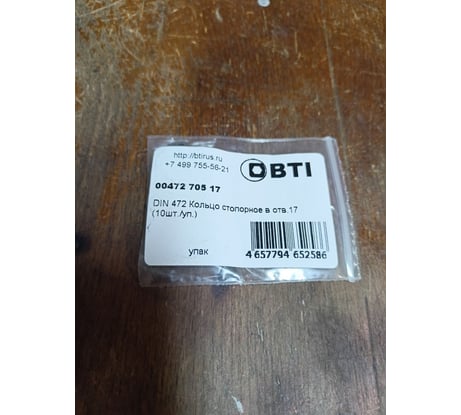 http://btirus.ru
+7 499 755-56-21
BTI
00472 705 17
DIN 472 Кольцо стопорное в отв.17
(10шт./уп.)
упак
4 657794 652586